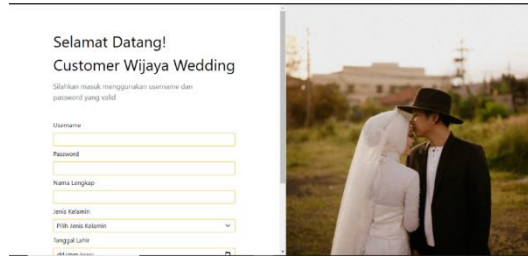 Selamat Datang!
Customer Wijaya Wedding
Silahkan masuk menggunakan username dan
password yang valid
Username
Password
Nama Lengkap
Jenis Kelamin
Pilih Jenis Kelamin
Tanggal Lahir